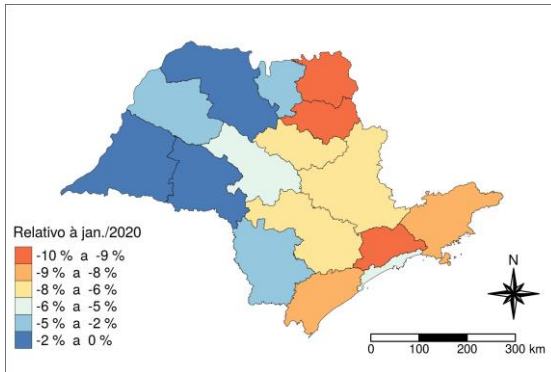 Relativo à jan./2020
-10 % a -9 %
-9 % a -8 %
-8 % a -6 %
-6 % a -5 %
-5 % a -2 %
-2 % a 0 %
N
0 100 200 300 km